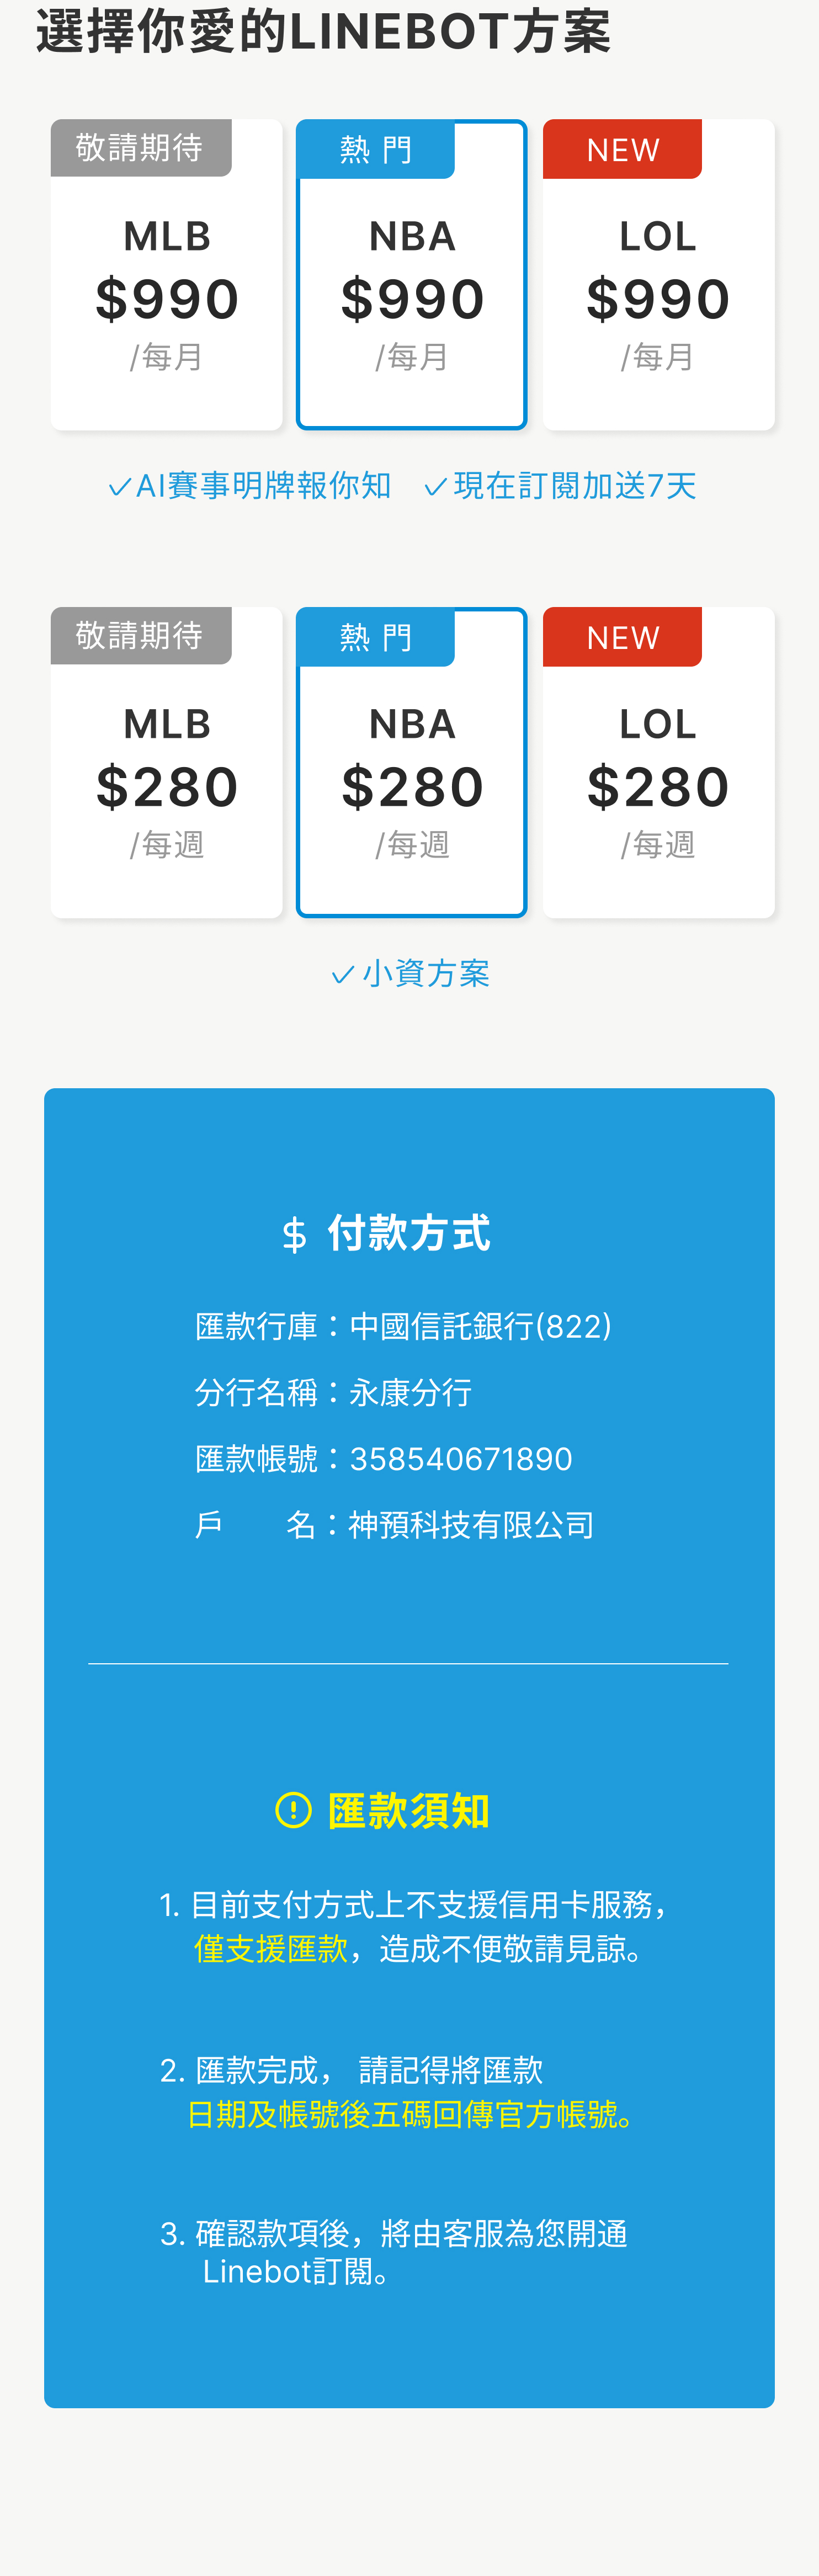 選擇你愛的LINEBOT方案
敬請期待
熱 門
NEW
MLB
NBA
LOL
$990
$990
$990
/每月
/每月
/每月
✓AI賽事明牌報你知 ✓現在訂閱加送7天
敬請期待
熱 門
NEW
MLB
NBA
LOL
$280
$280
$280
/每週
/每週
/每週
✓小資方案
$ 付款方式
匯款行庫：中國信託銀行(822)
分行名稱：永康分行
匯款帳號：358540671890
戶　　名：神預科技有限公司
匯款須知
1. 目前支付方式上不支援信用卡服務，
僅支援匯款，造成不便敬請見諒。
2. 匯款完成， 請記得將匯款
日期及帳號後五碼回傳官方帳號。
3. 確認款項後，將由客服為您開通
Linebot訂閱。